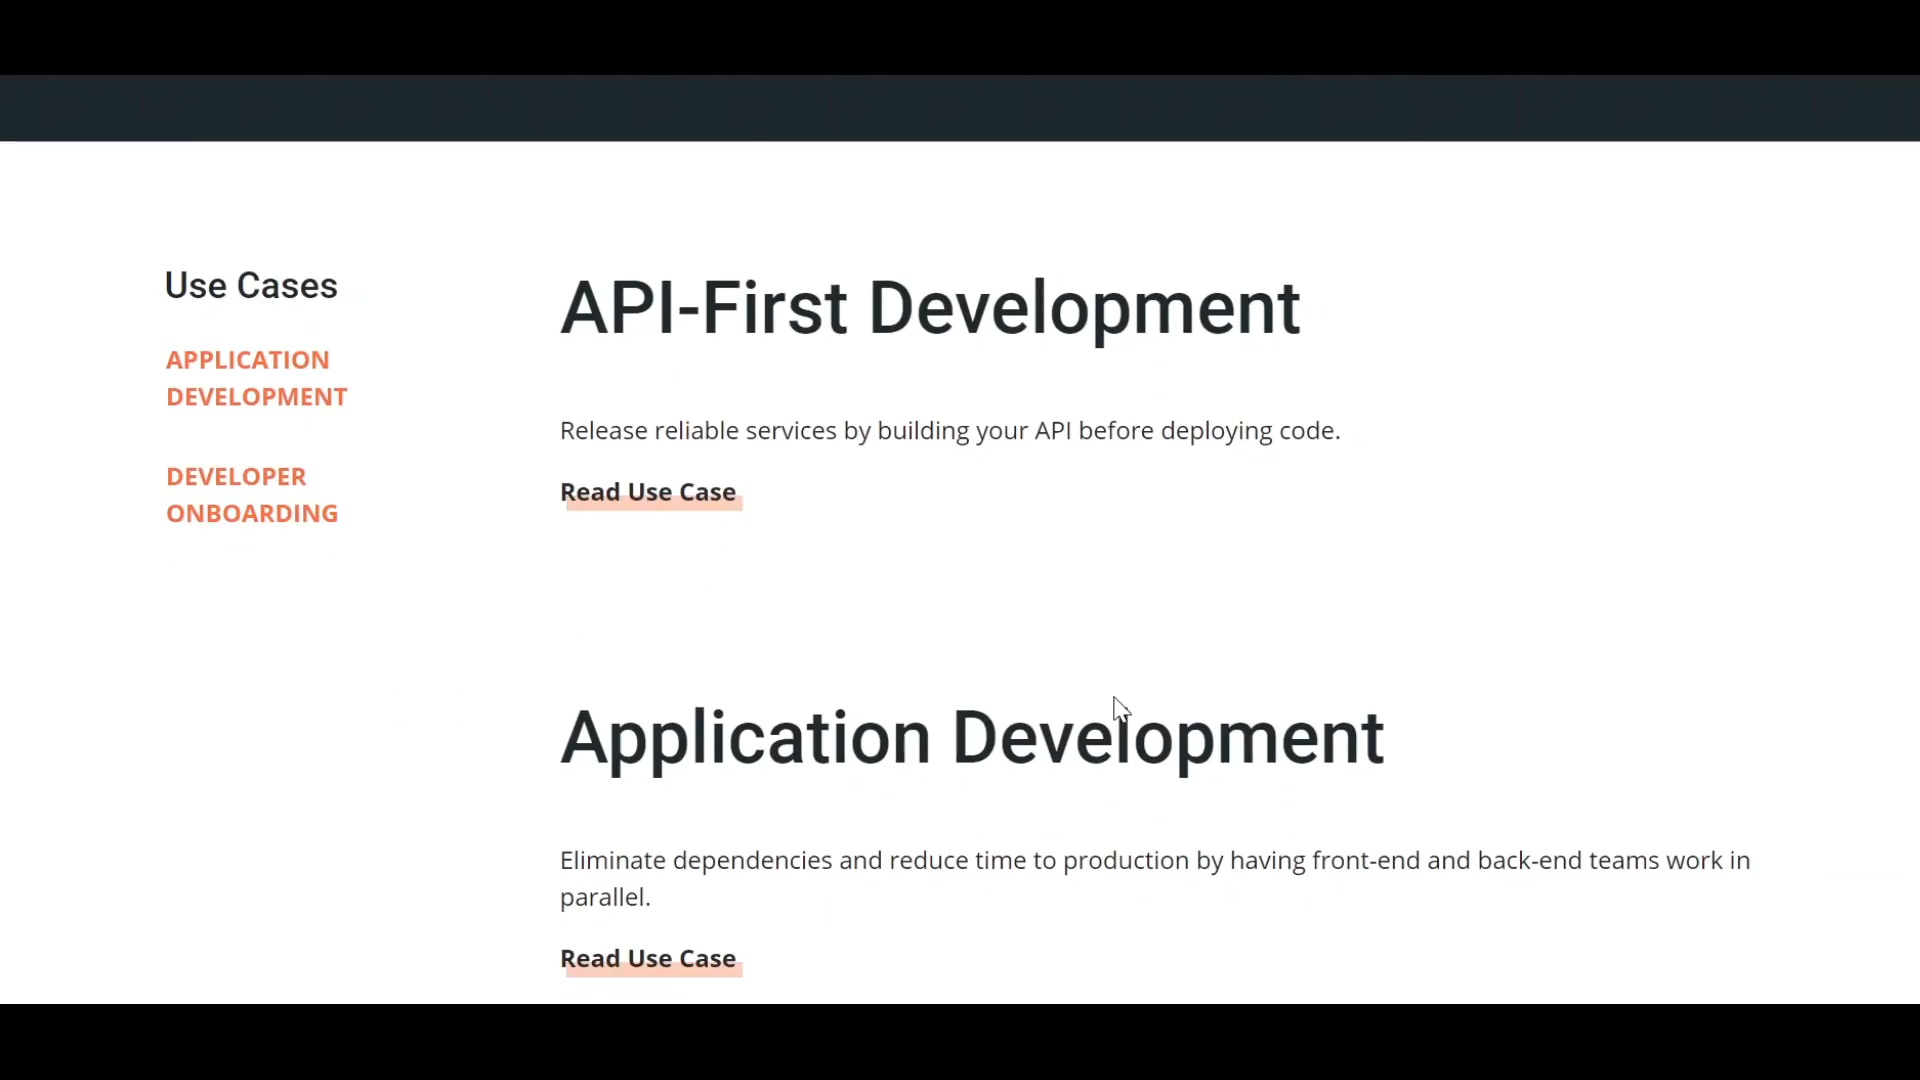 Use Cases
APPLICATION
DEVELOPMENT
DEVELOPER
ONBOARDING
API-First Development
Release reliable services by building your API before deploying code.
Read Use Case
Application Development
Eliminate dependencies and reduce time to production by having front-end and back-end teams work in
parallel.
Read Use Case